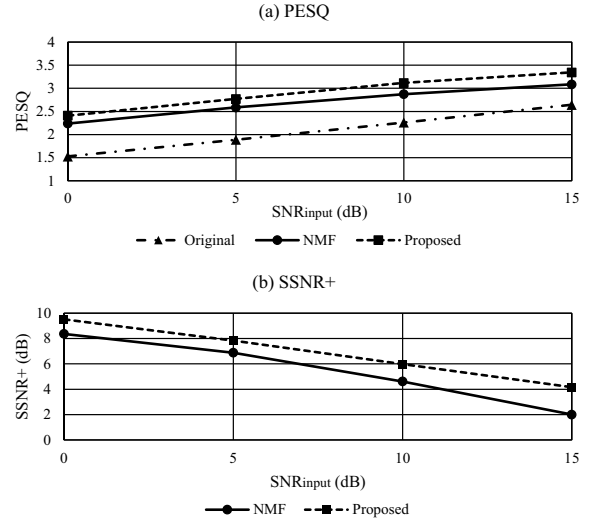 (a) PESQ
4
3.5
3
2.5
2
1.5
1
PESQ
0 5 10 15
SNRinput (dB)
Original NMF Proposed
(b) SSNR+
10
8
6
4
2
0
SSNR+ (dB)
0 5 10 15
SNRinput (dB)
NMF Proposed